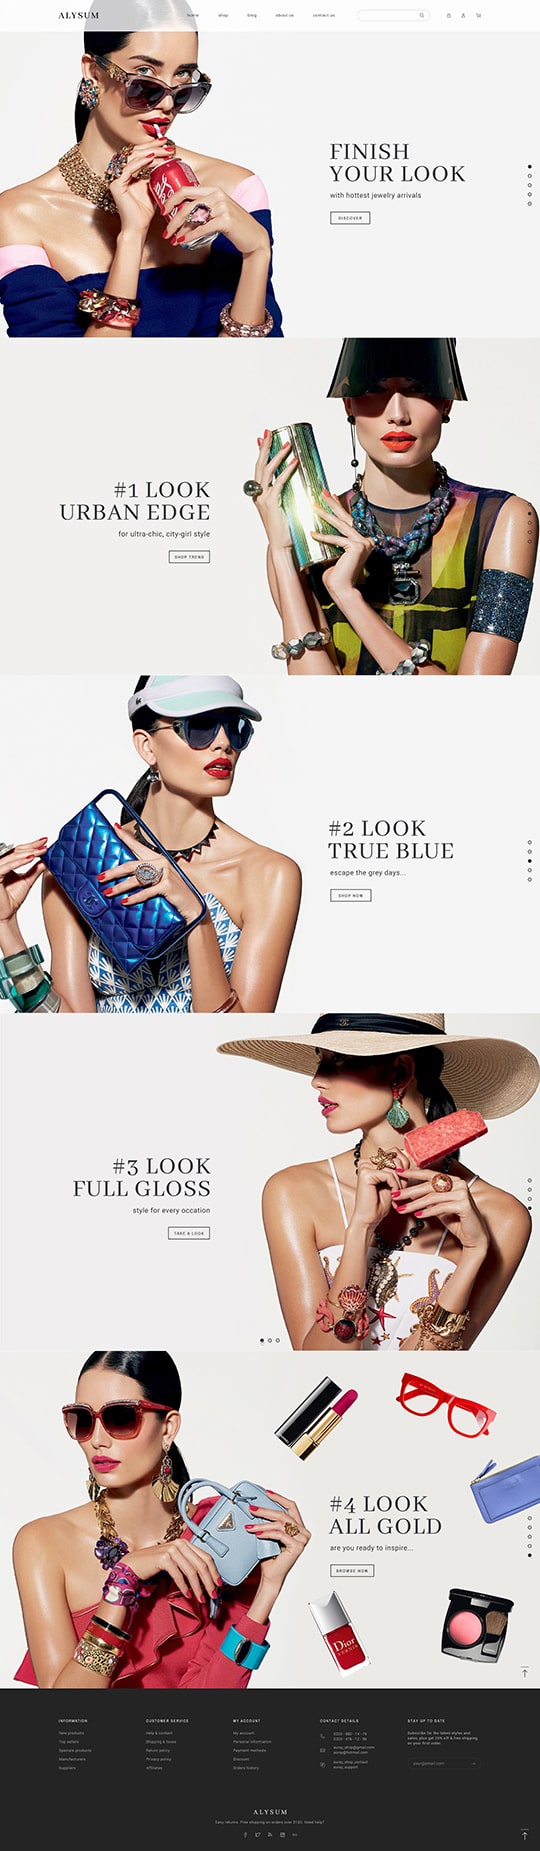 ALYSUM
home shop blog about us contact us
FINISH
YOUR LOOK
with hottest jewelry arrivals
DISCOVER
#1 LOOK
URBAN EDGE
for ultra-chic, city-girl style
SHOP TREND
#2 LOOK
TRUE BLUE
escape the grey days...
SHOP NOW
#3 LOOK
FULL GLOSS
style for every occation
TAKE A LOOK
#4 LOOK
ALL GOLD
are you ready to inspire...
BROWSE NOW
Dior
VERNIS
INFORMATION
New products
Top sellers
Specials products
Manufacturers
Suppliers
CUSTOMER SERVICE
Help & contact
Shipping & taxes
Return policy
Privacy policy
Affiliates
MY ACCOUNT
My account
Personal information
Payment methods
Discount
Orders history
CONTACT DETAILS
STAY UP TO DATE
Subscribe for the latest styles and
sales, plus get 25% off & free shipping
on your first order.
your@email.com
ALYSUM
Easy returns. Free shipping on orders over $100. Need help?